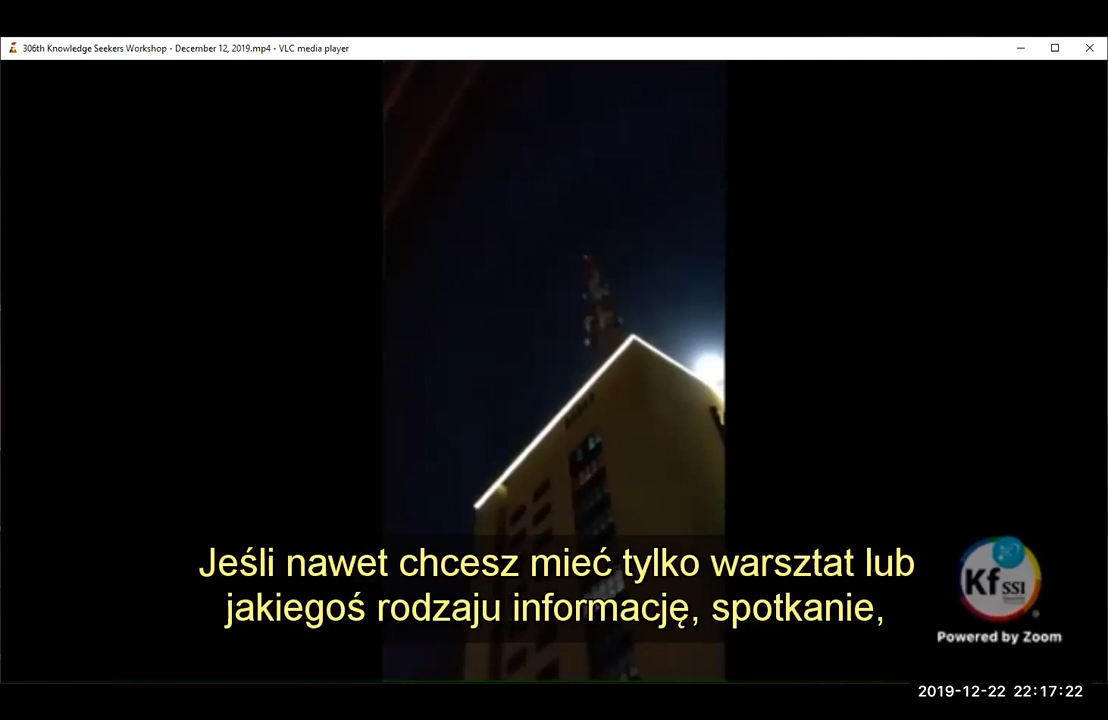 306th Knowledge Seekers Workshop - December 12, 2019.mp4 - VLC media player
Jeśli nawet chcesz mieć tylko warsztat lub
jakiegoś rodzaju informację, spotkanie,
Kf SSI
Powered by Zoom
2019-12-22 22:17:22